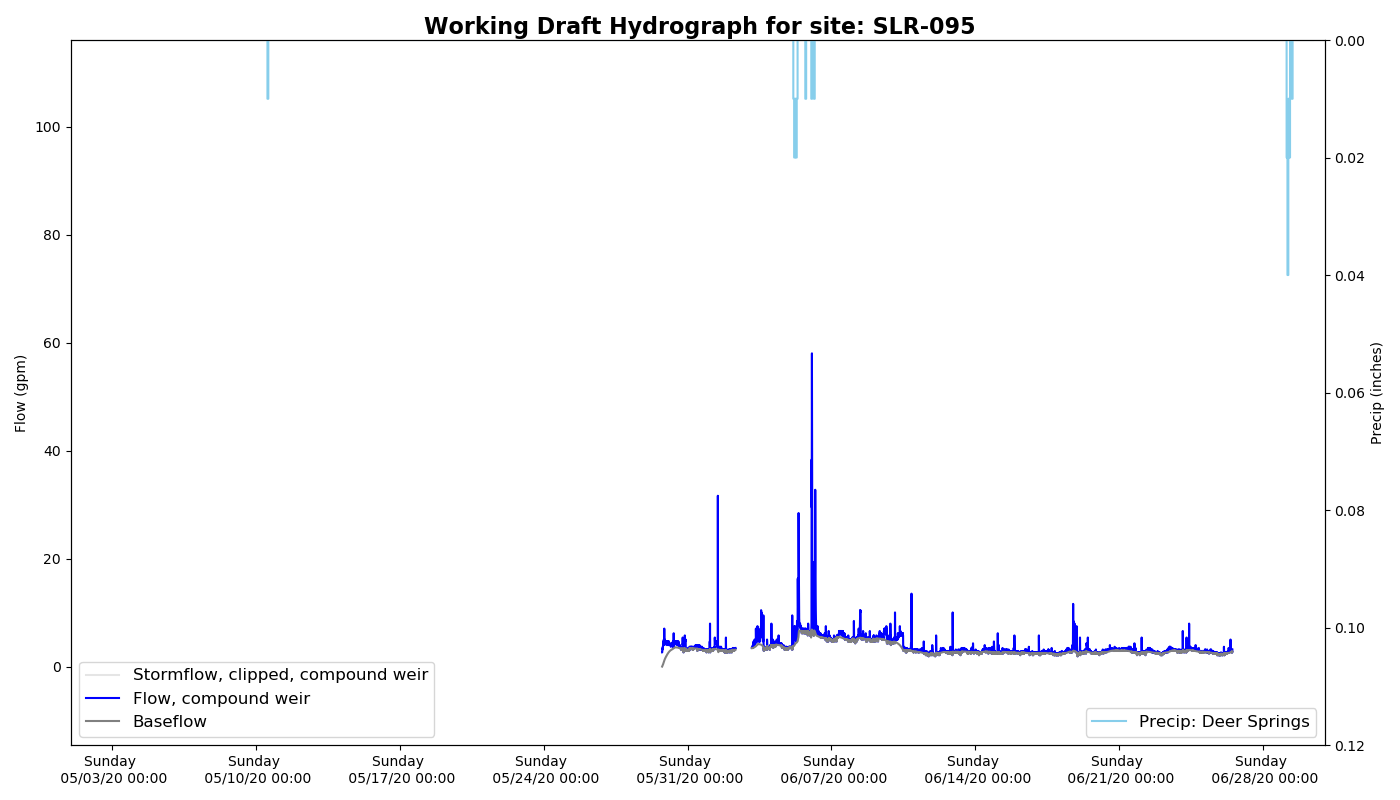 Working Draft Hydrograph for site: SLR-095
0.00
100
0.02
80
0.04
60
Flow (gpm)
Precip (inches)
0.06
40
0.08
20
0.10
0
Stormflow, clipped, compound weir
Flow, compound weir
Baseflow
Precip: Deer Springs
0.12
Sunday Sunday Sunday Sunday Sunday Sunday Sunday Sunday Sunday
05/03/20 00:00 05/10/20 00:00 05/17/20 00:00 05/24/20 00:00 05/31/20 00:00 06/07/20 00:00 06/14/20 00:00 06/21/20 00:00 06/28/20 00:00